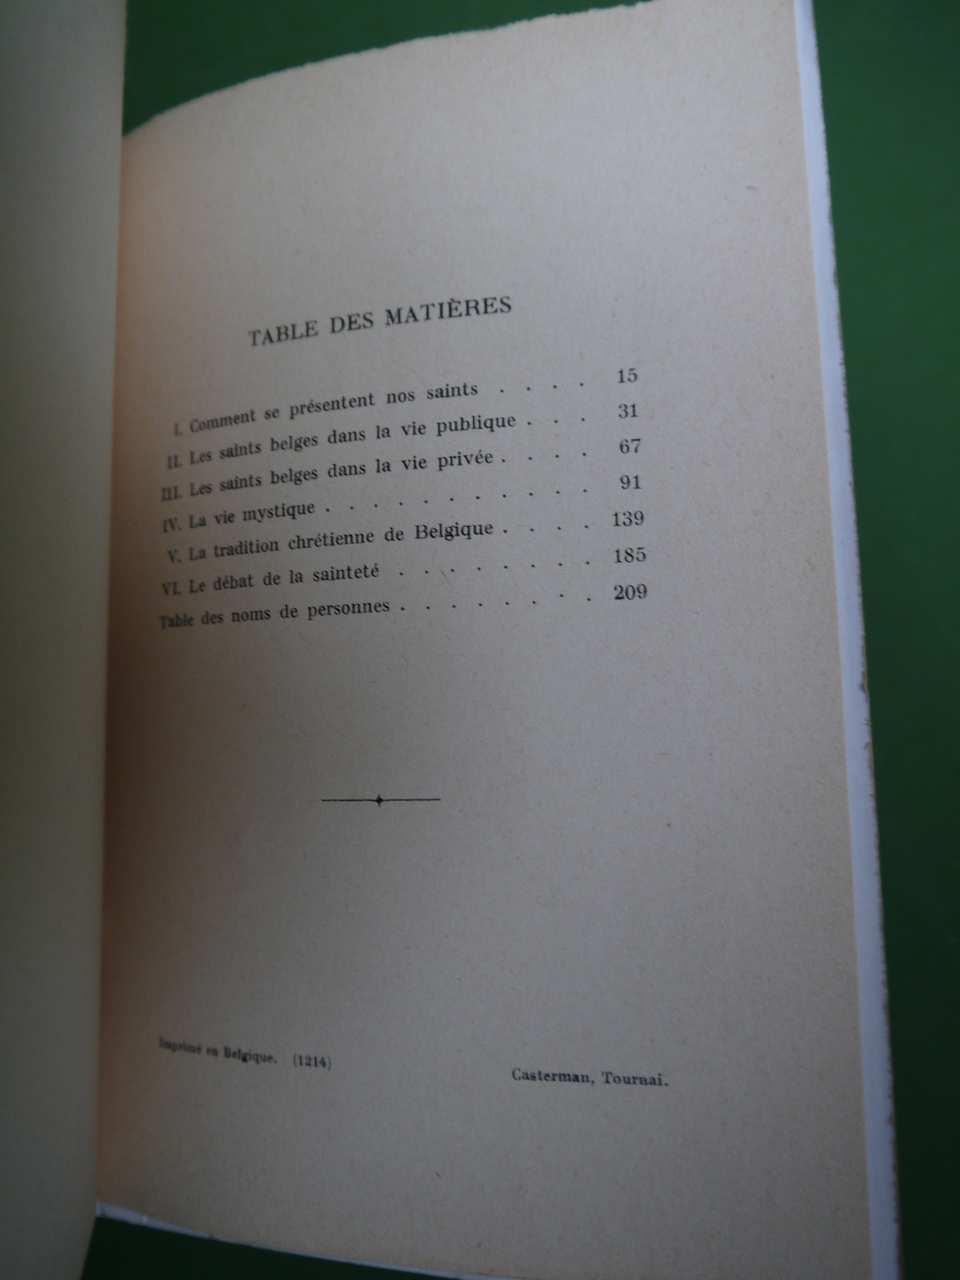 TABLE DES MATIÈRES
I. Comment se présentent nos saints . . . . 15
II. Les saints belges dans la vie publique . . . 31
III. Les saints belges dans la vie privée . . . . 67
IV. La vie mystique . . . . . . . . . . . 91
V. La tradition chrétienne de Belgique . . . . 139
VI. Le débat de la sainteté . . . . . . . . 185
Table des noms de personnes . . . . . . . . 209
Imprimé en Belgique. (1214)
Casterman, Tournai.